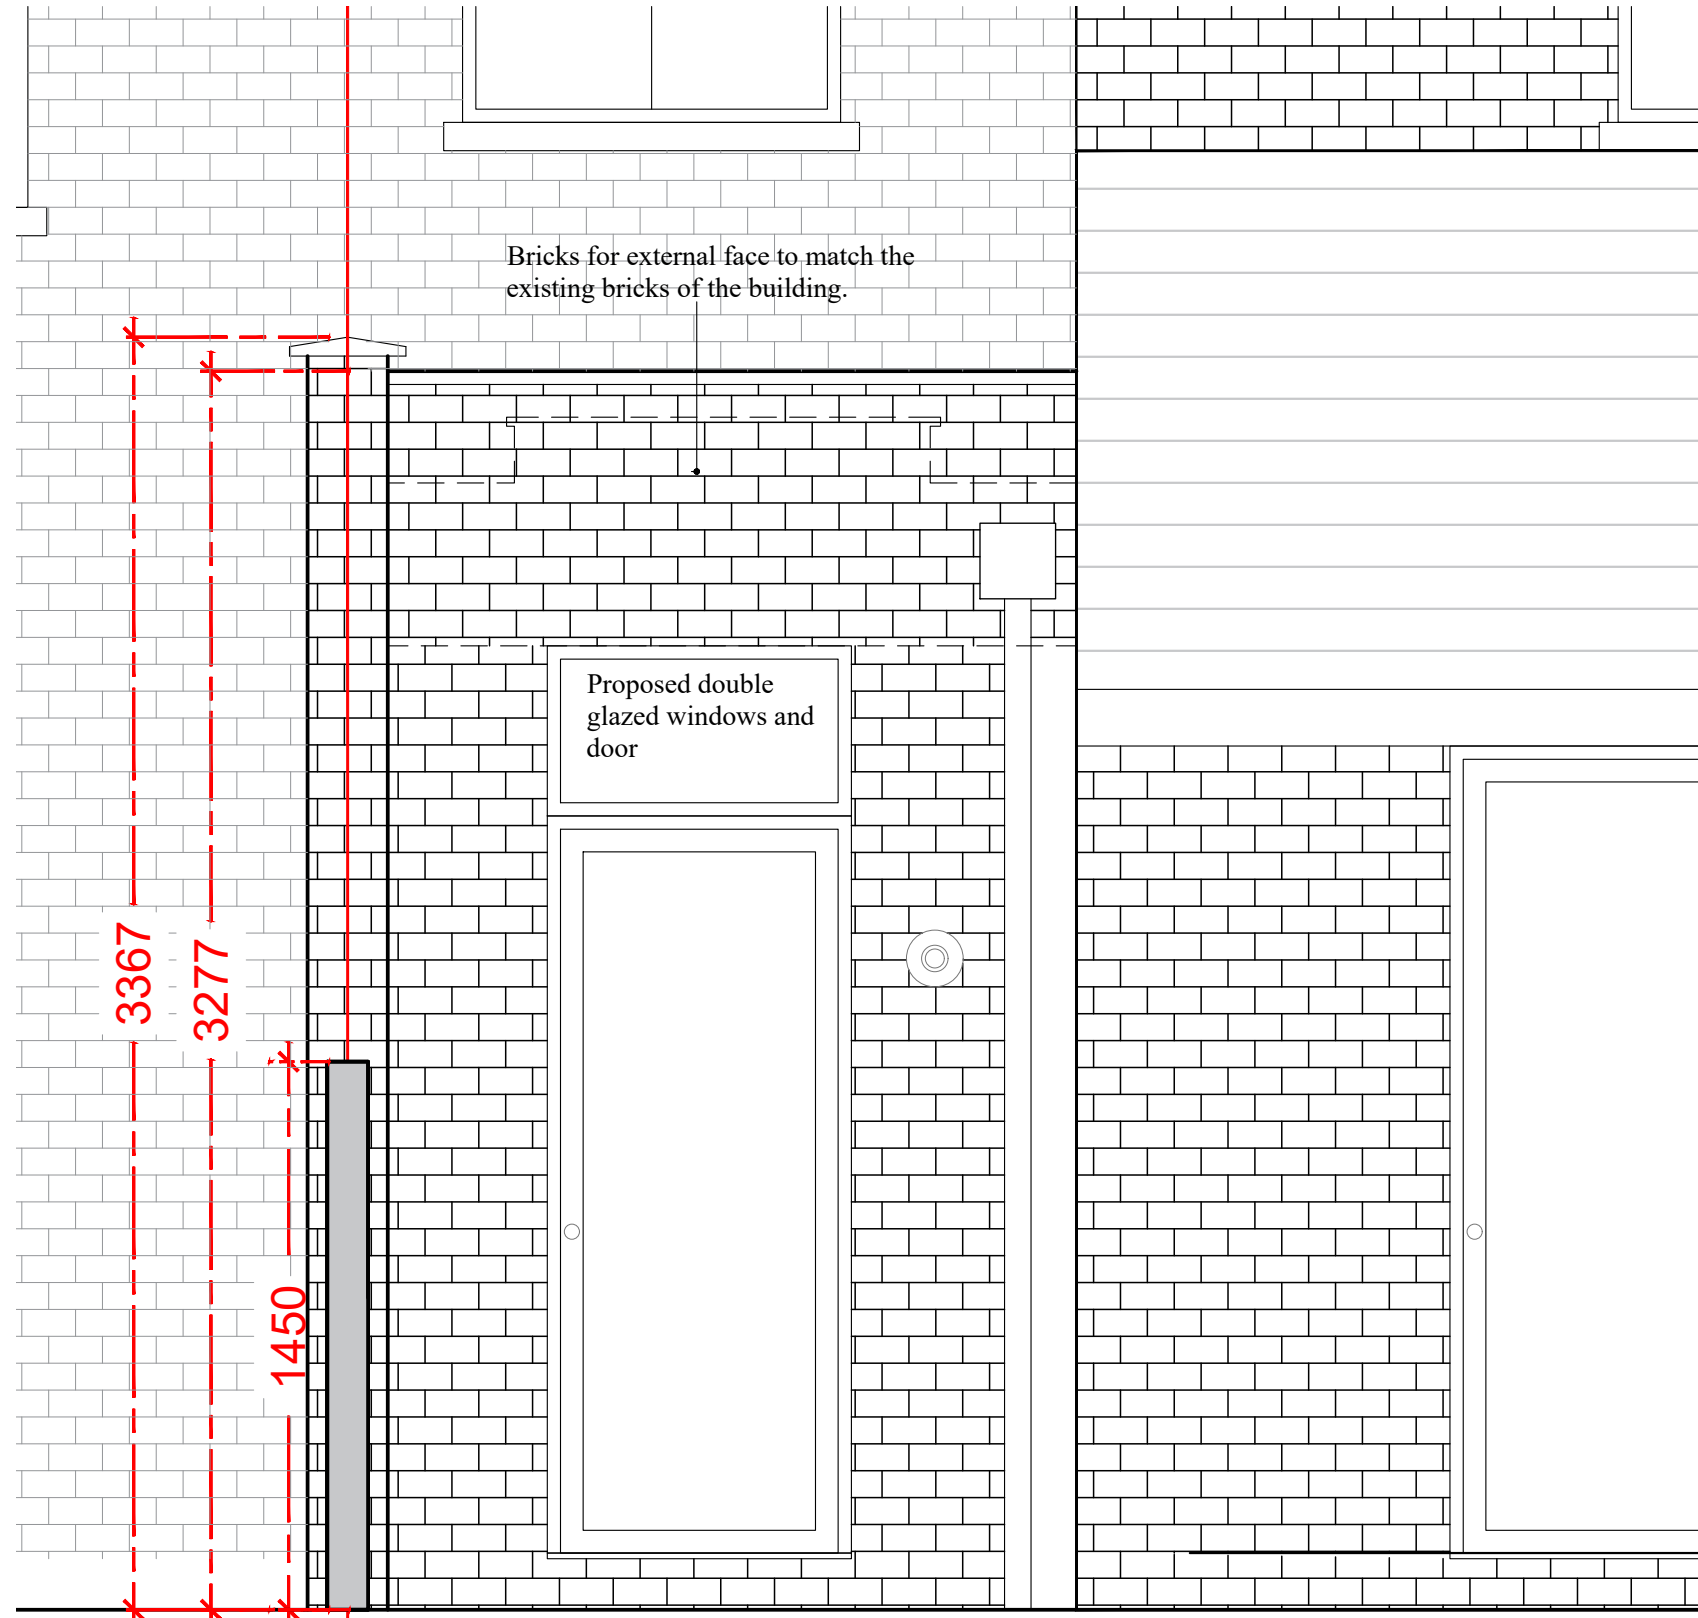 Bricks for external face to match the
existing bricks of the building.
Proposed double
glazed windows and
door
3367
3277
1450